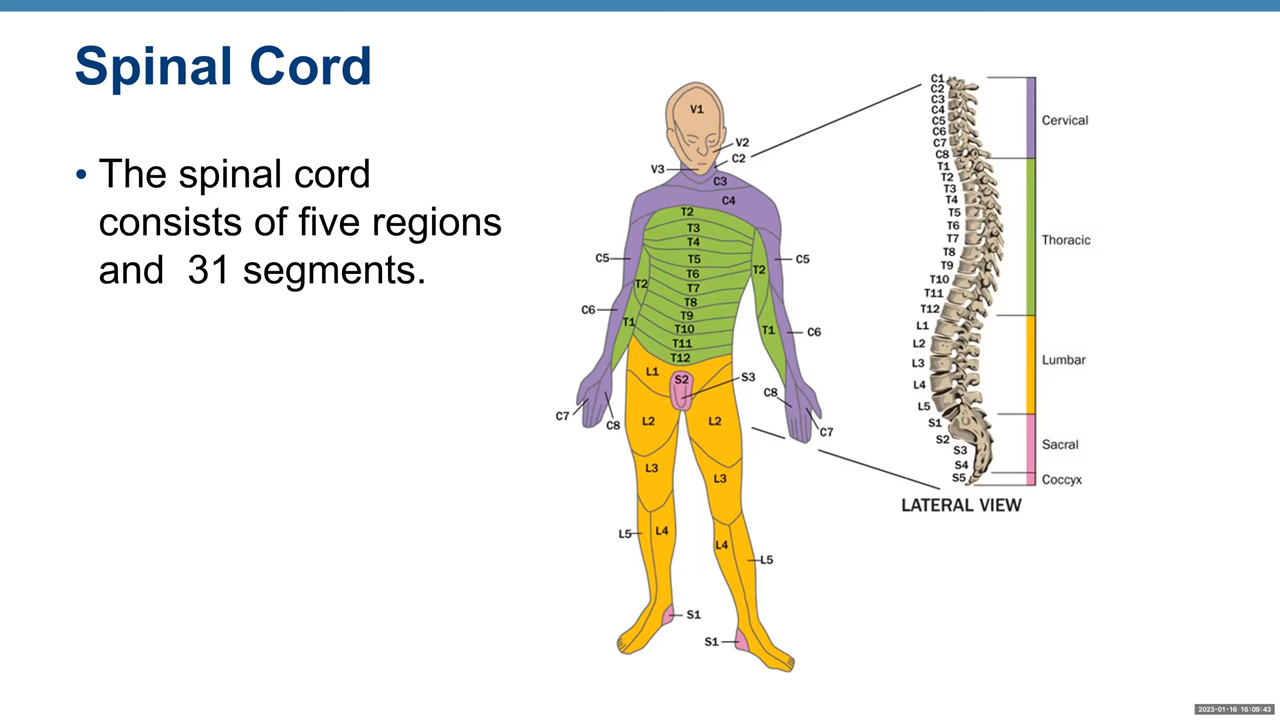 Spinal Cord
• The spinal cord
consists of five regions
and 31 segments.
V1
V2
C2
V3
C3
C4
T2
T3
T4
C5
T5
C5
T6
T2
T2
T7
T8
C6
T9
T1
T10
T1
C6
T11
T12
L1
S2
S3
C8
C7
C8
C7
L2
L2
L3
L3
L5
L4
L4
L5
S1
S1
C1
C2
C3
C4
C5
C6
C7
C8
T1
T2
T3
T4
T5
T6
T7
T8
T9
T10
T11
T12
L1
L2
L3
L4
L5
S1
S2
S3
S4
S5
Cervical
Thoracic
Lumbar
Sacral
Coccyx
LATERAL VIEW
2023-01-16 16:09:43